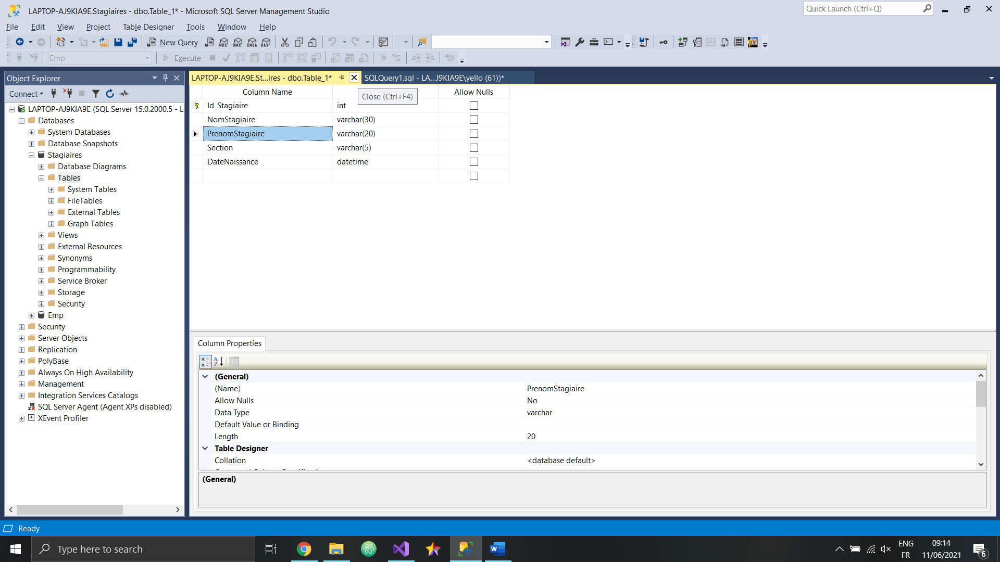 LAPTOP-AJ9KIA9E.Stagiaires - dbo.Table_1* - Microsoft SQL Server Management Studio
Quick Launch (Ctrl+Q)
File Edit View Project Table Designer Tools Window Help
New Query MDX DMX XMLA DAX
Emp Execute
Object Explorer
LAPTOP-AJ9KIA9E.St...ires - dbo.Table_1*
SQLQuery1.sql - LA...J9KIA9E\yello (61))*
Close (Ctrl+F4)
Connect
LAPTOP-AJ9KIA9E (SQL Server 15.0.2000.5 - L
Databases
System Databases
Database Snapshots
Stagiaires
Database Diagrams
Tables
System Tables
FileTables
External Tables
Graph Tables
Views
External Resources
Synonyms
Programmability
Service Broker
Storage
Security
Emp
Security
Server Objects
Replication
PolyBase
Always On High Availability
Management
Integration Services Catalogs
SQL Server Agent (Agent XPs disabled)
XEvent Profiler
Column Name Allow Nulls
Id_Stagiaire int
NomStagiaire varchar(30)
PrenomStagiaire varchar(20)
Section varchar(5)
DateNaissance datetime
Column Properties
(General)
(Name) PrenomStagiaire
Allow Nulls No
Data Type varchar
Default Value or Binding
Length 20
Table Designer
Collation <database default>
(General)
Ready
Type here to search
ENG
FR
09:14
11/06/2021
6